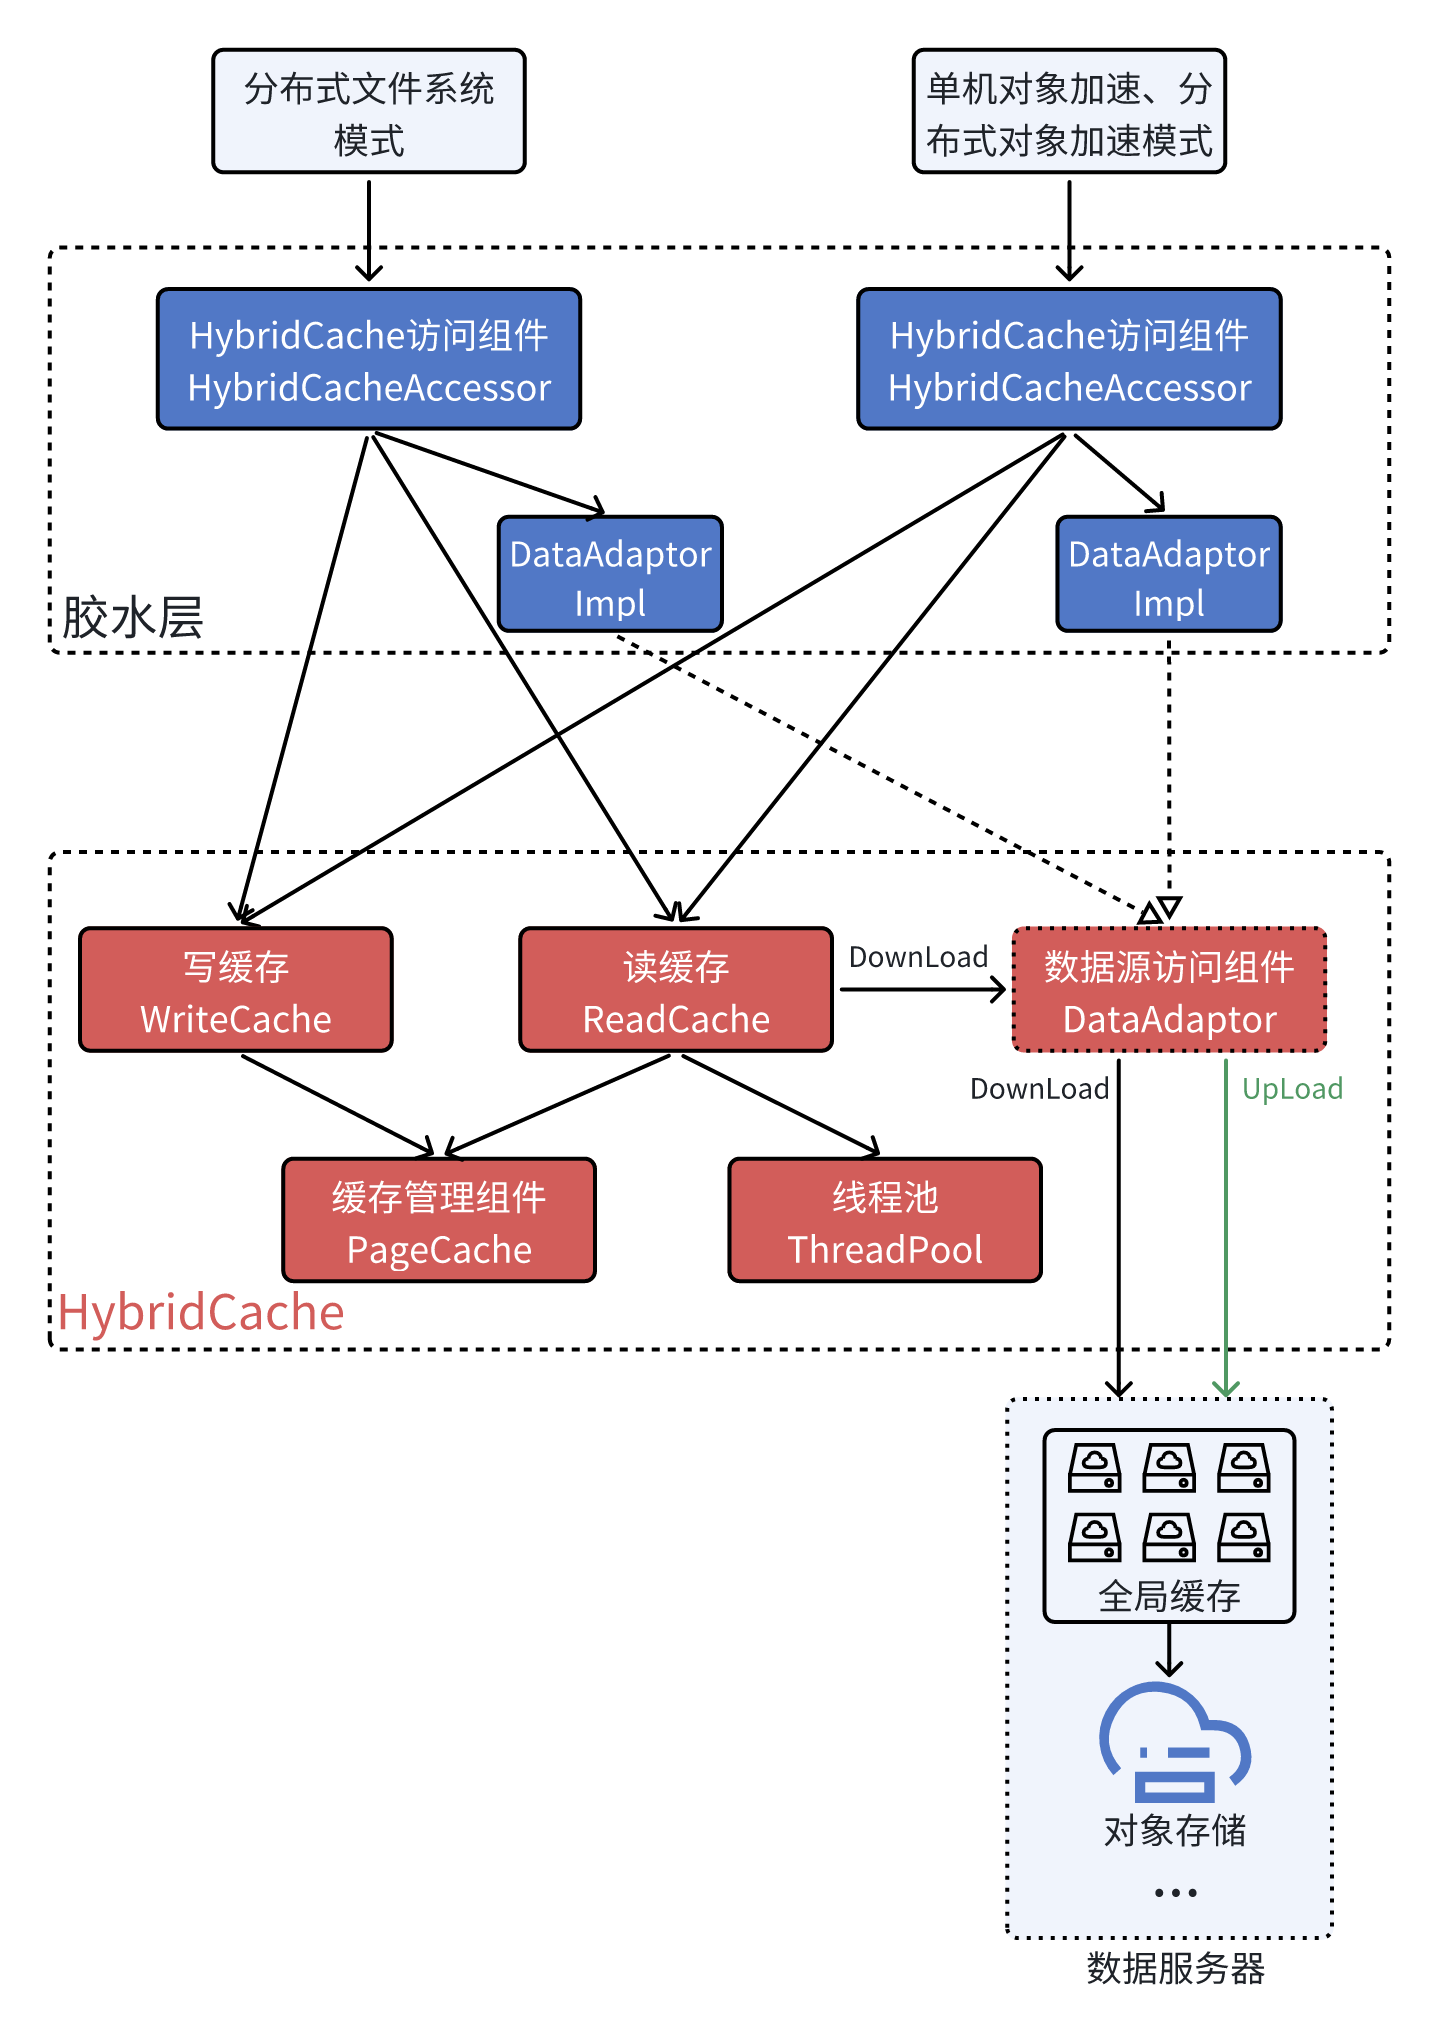 分布式文件系统
模式
单机对象加速、分
布式对象加速模式
HybridCache访问组件
HybridCacheAccessor
HybridCache访问组件
HybridCacheAccessor
DataAdaptor
Impl
DataAdaptor
Impl
胶水层
写缓存
WriteCache
读缓存
ReadCache
DownLoad
数据源访问组件
DataAdaptor
DownLoad
UpLoad
缓存管理组件
PageCache
线程池
ThreadPool
HybridCache
全局缓存
对象存储
...
数据服务器